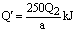 Q′ = 250Q₂/a kJ